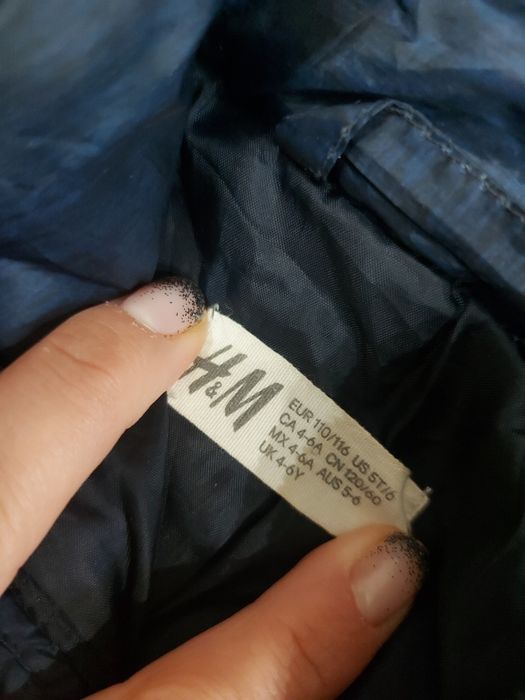 H&M
EUR 110/116 US 5T/6
CA 4-6A CN 120/60
MX 4-6A AUS 5-6
UK 4-6Y